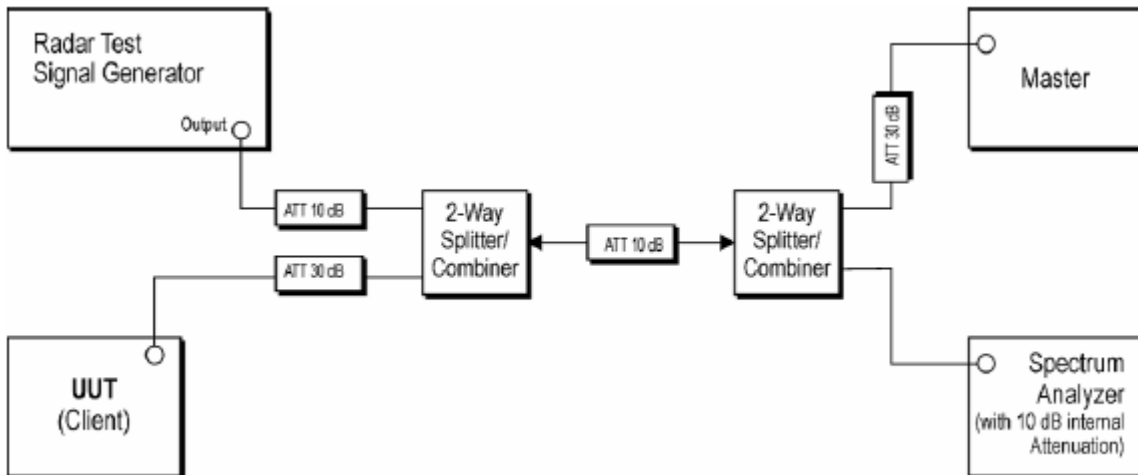 Radar Test
Signal Generator
Output
ATT 10 dB
ATT 30 dB
2-Way
Splitter/
Combiner
ATT 10 dB
2-Way
Splitter/
Combiner
ATT 30 dB
Master
UUT
(Client)
Spectrum
Analyzer
(with 10 dB internal
Attenuation)